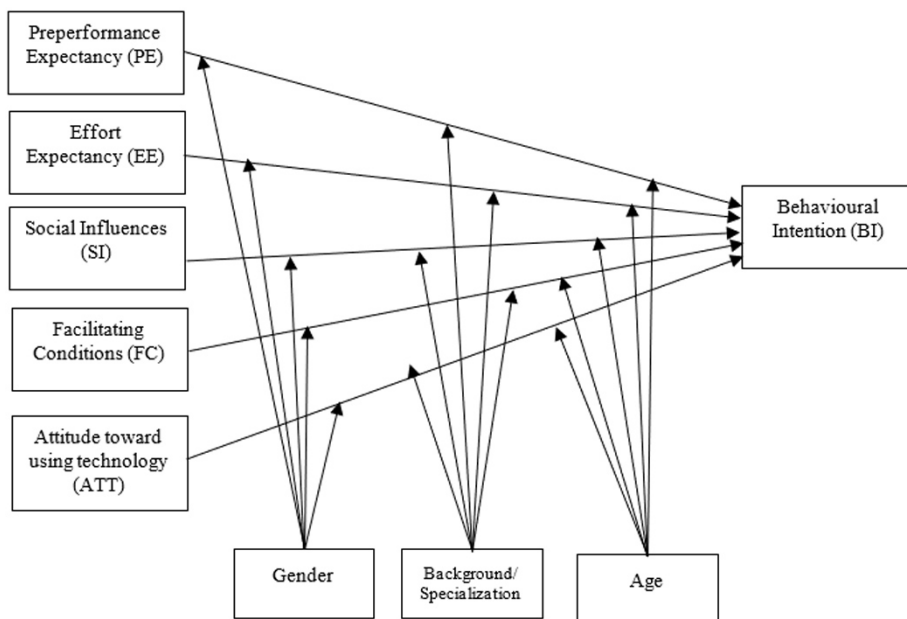 Preperformance
Expectancy (PE)
Effort
Expectancy (EE)
Social Influences
(SI)
Facilitating
Conditions (FC)
Attitude toward
using technology
(ATT)
Behavioural
Intention (BI)
Gender
Background/
Specialization
Age